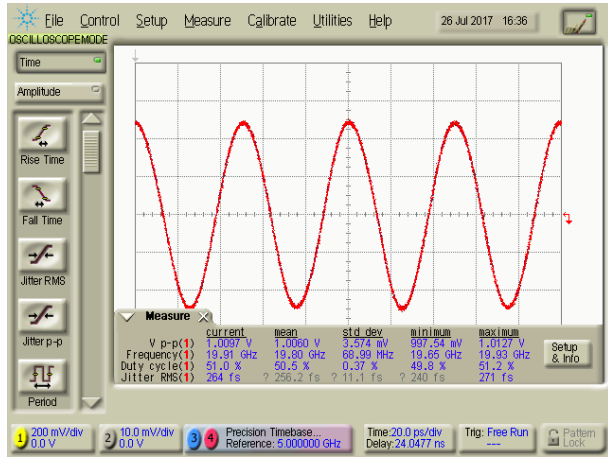 File Control Setup Measure Calibrate Utilities Help 26 Jul 2017 16:36
OSCILLOSCOPEMODE
Time
Amplitude
Rise Time
Fall Time
Jitter RMS
Jitter p-p
Period
Measure
current mean std dev minimum maximum
V p-p(1) 1.0097 V 1.0060 V 3.574 mV 997.54 mV 1.0127 V
Frequency(1) 19.91 GHz 19.80 GHz 68.99 MHz 19.65 GHz 19.93 GHz
Duty cycle(1) 51.0 % 50.5 % 0.37 % 49.8 % 51.2 %
Jitter RMS(1) 264 fs ? 256.2 fs ? 11.1 fs ? 240 fs 271 fs
Setup
& Info
1 200 mV/div
0.0 V
2 10.0 mV/div
0.0 V
3 4 Precision Timebase...
Reference: 5.000000 GHz
Time:20.0 ps/div
Delay:24.0477 ns
Trig: Free Run
---
Pattern
Lock